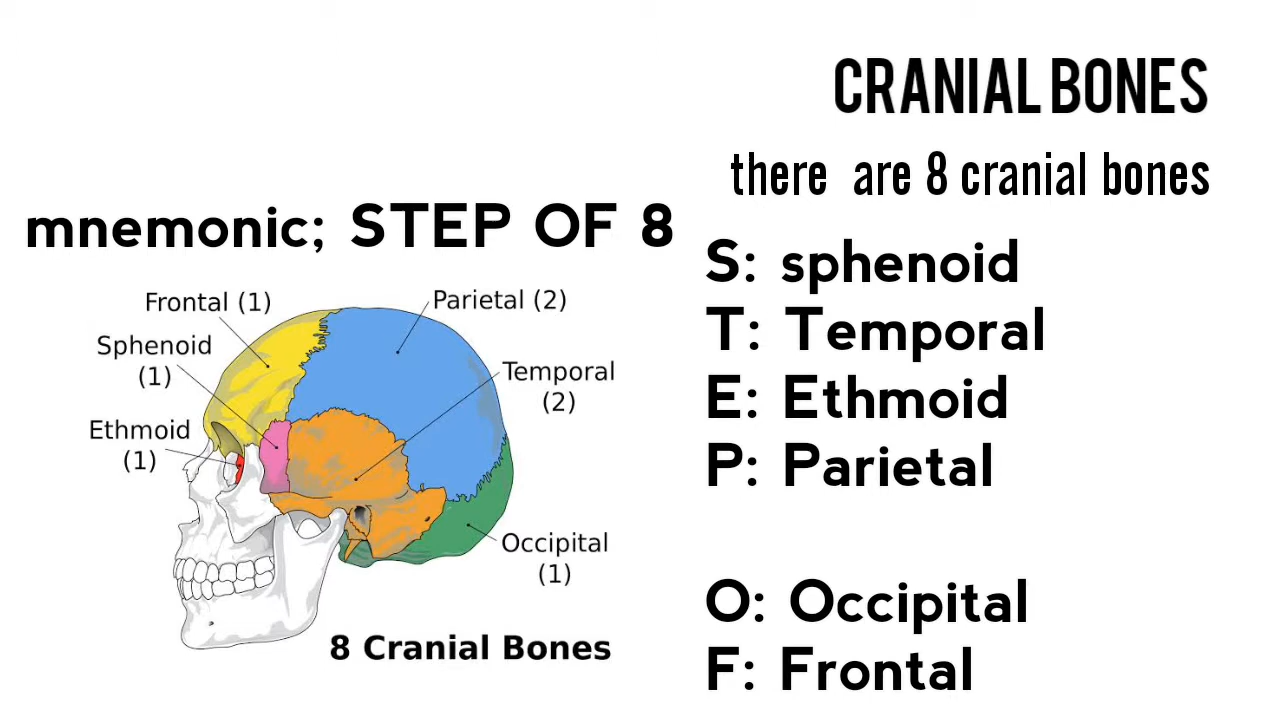 CRANIAL BONES
there are 8 cranial bones
mnemonic; STEP OF 8
S: sphenoid
T: Temporal
E: Ethmoid
P: Parietal
O: Occipital
F: Frontal
Frontal (1)
Parietal (2)
Sphenoid
(1)
Temporal
(2)
Ethmoid
(1)
Occipital
(1)
8 Cranial Bones